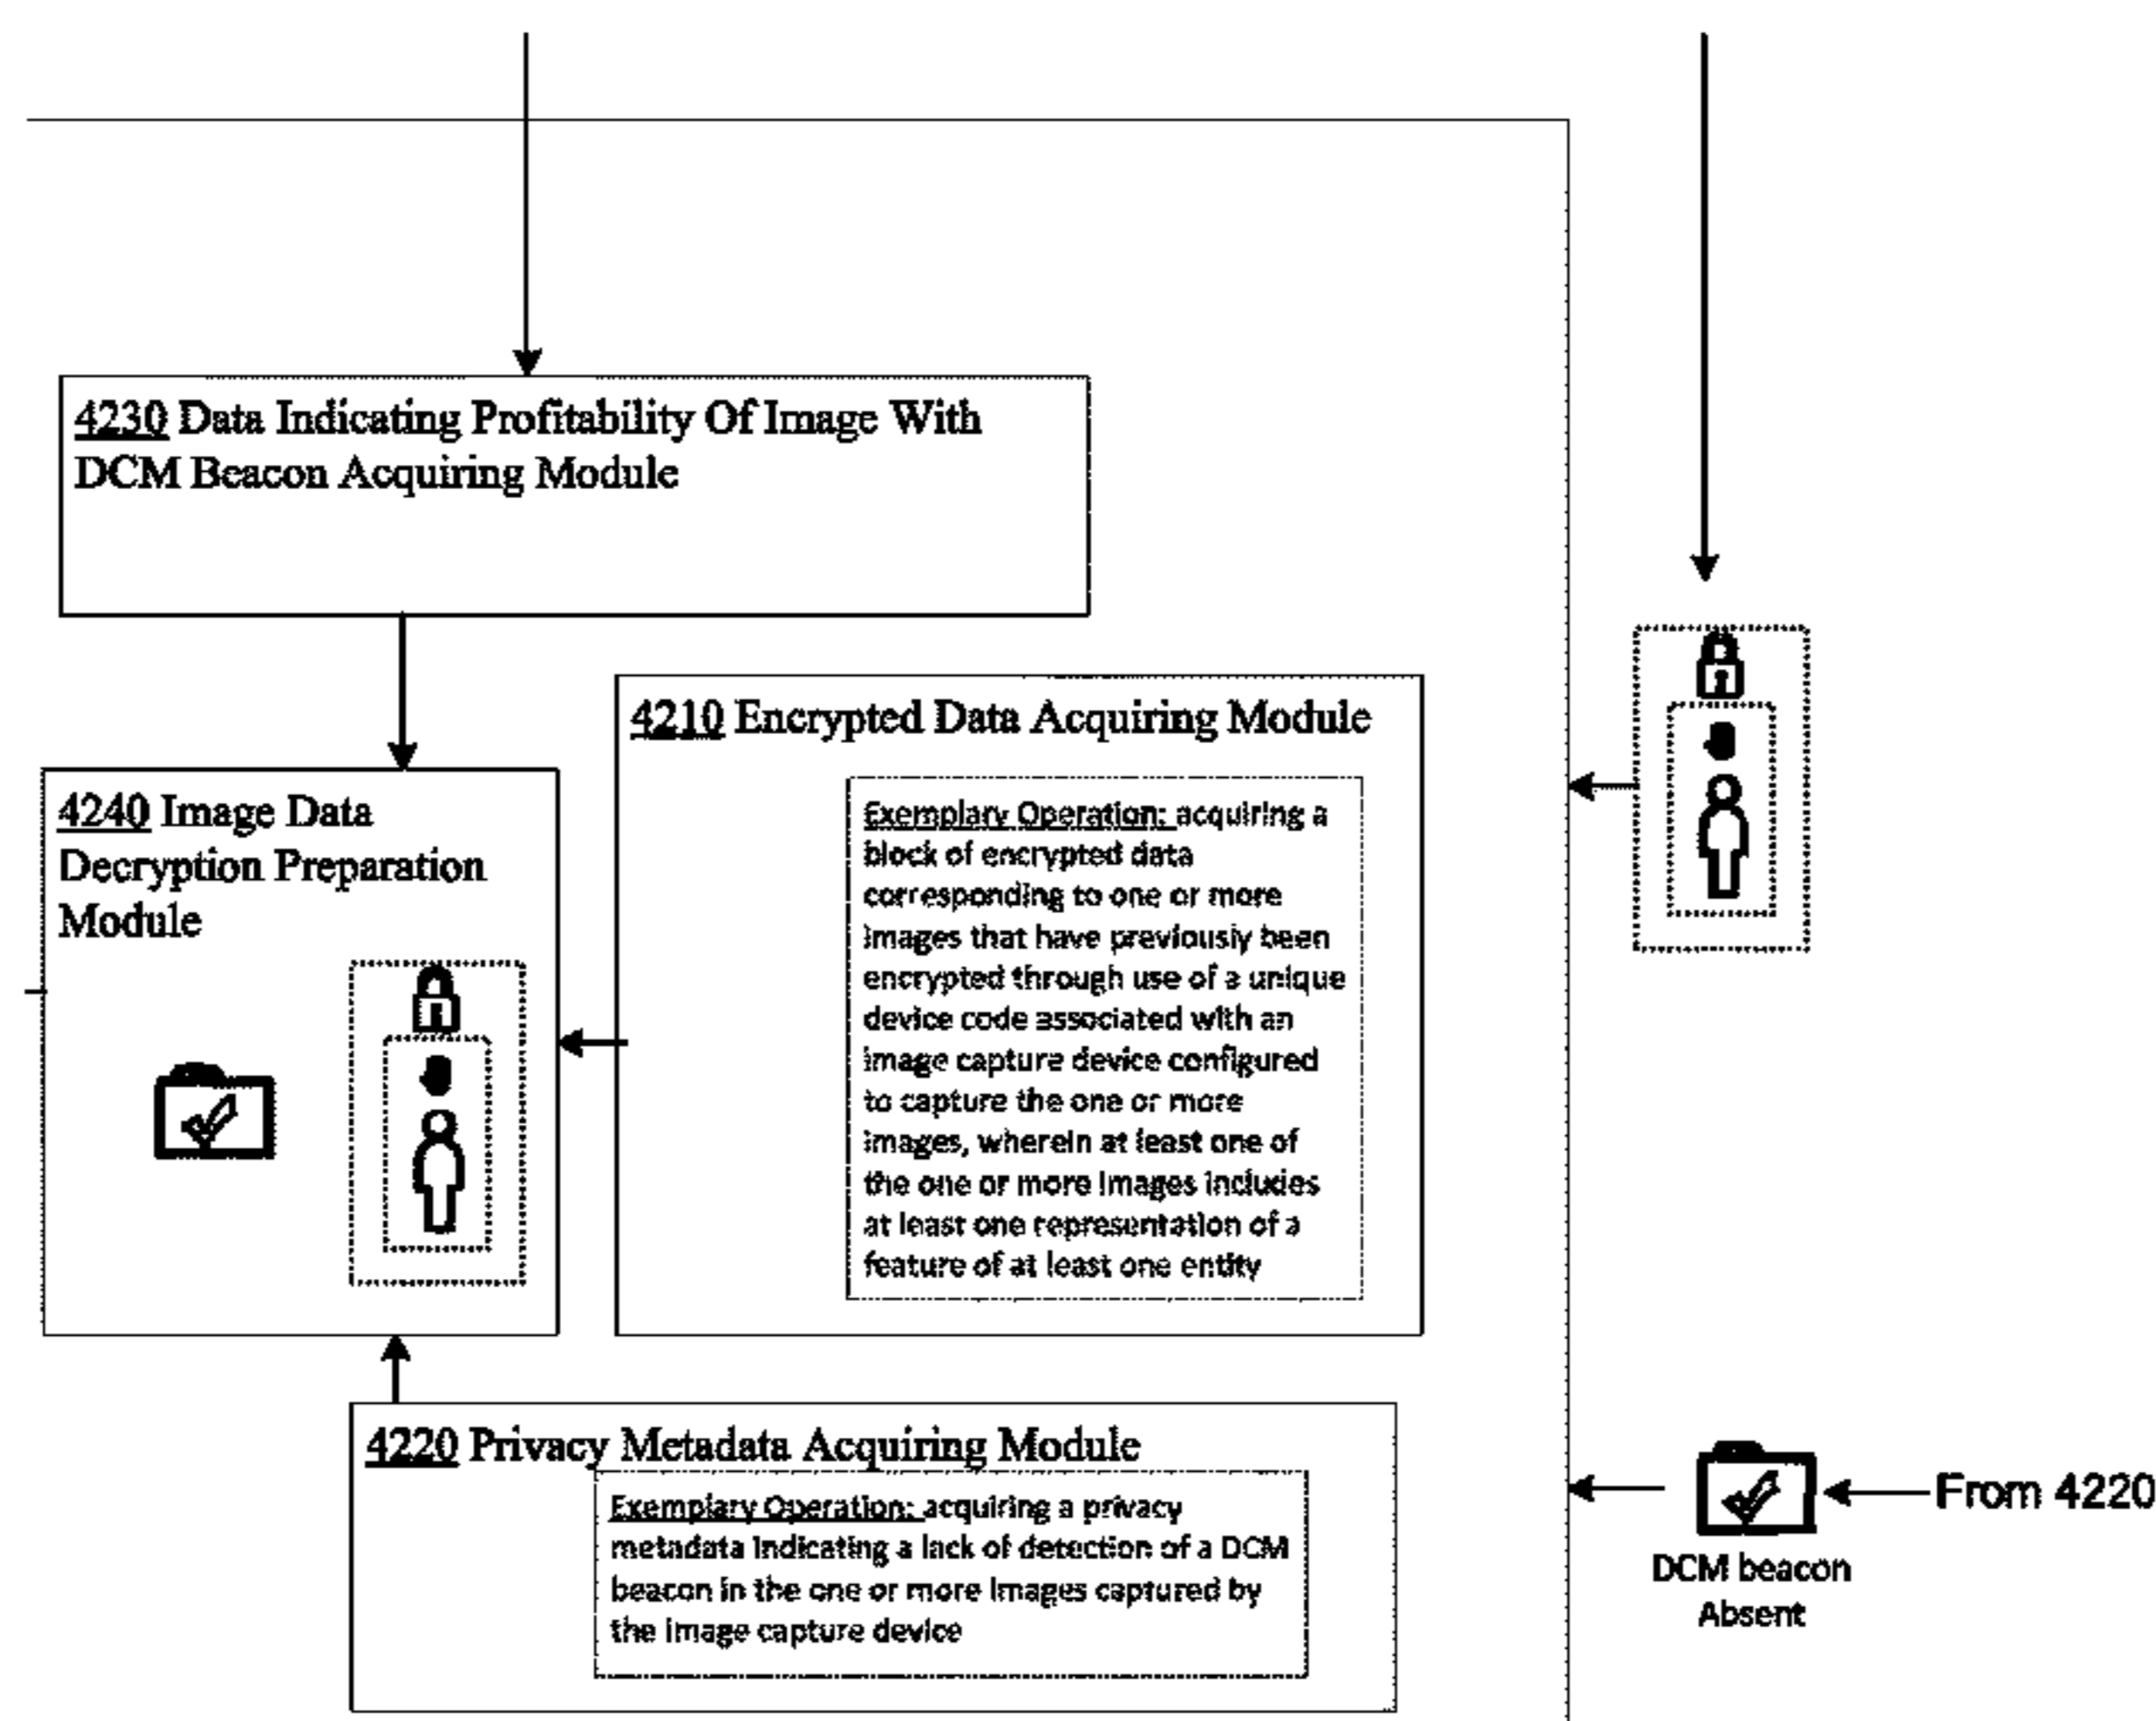 4230 Data Indicating Profitability Of Image With
DCM Beacon Acquiring Module
4210 Encrypted Data Acquiring Module
Exemplary Operation: acquiring a
block of encrypted data
corresponding to one or more
images that have previously been
encrypted through use of a unique
device code associated with an
image capture device configured
to capture the one or more
images, wherein at least one of
the one or more images includes
at least one representation of a
feature of at least one entity
4240 Image Data
Decryption Preparation
Module
4220 Privacy Metadata Acquiring Module
Exemplary Operation: acquiring a privacy
metadata indicating a lack of detection of a DCM
beacon in the one or more images captured by
the image capture device
From 4220
DCM beacon
Absent